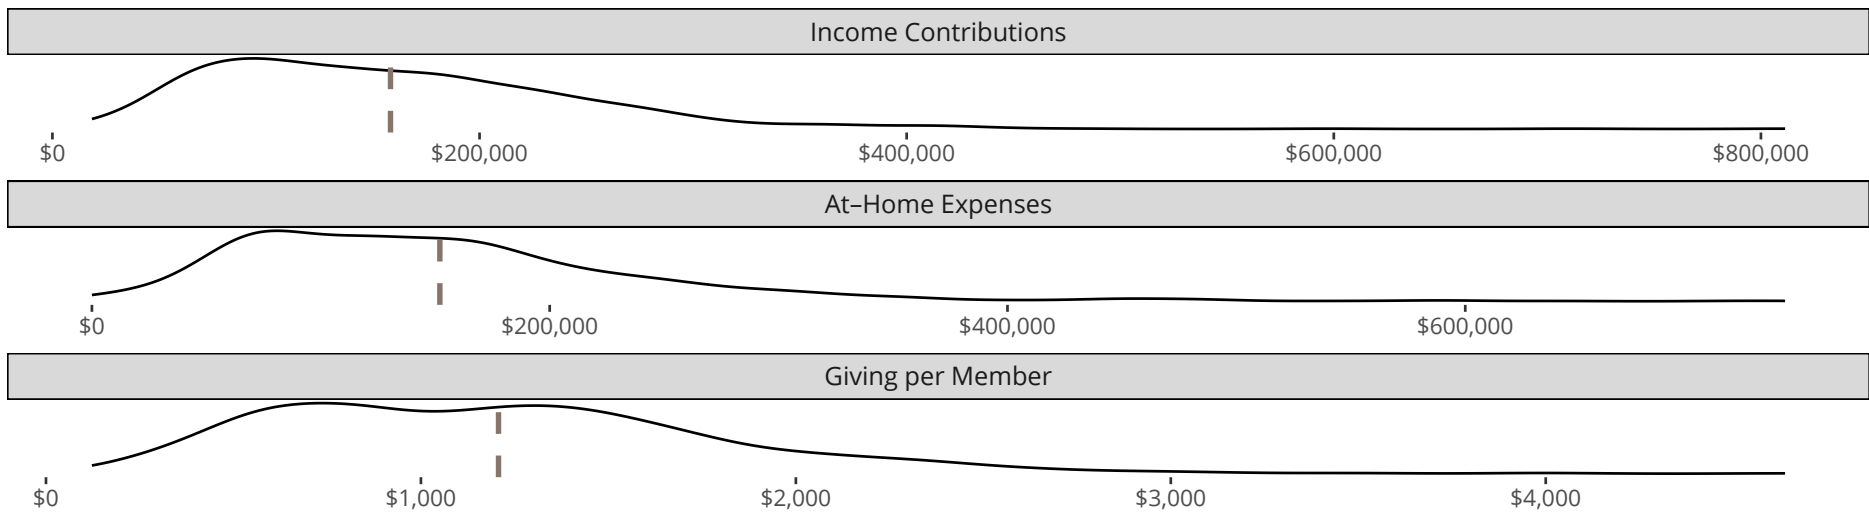 Income Contributions
$0 $200,000 $400,000 $600,000 $800,000
At–Home Expenses
$0 $200,000 $400,000 $600,000
Giving per Member
$0 $1,000 $2,000 $3,000 $4,000